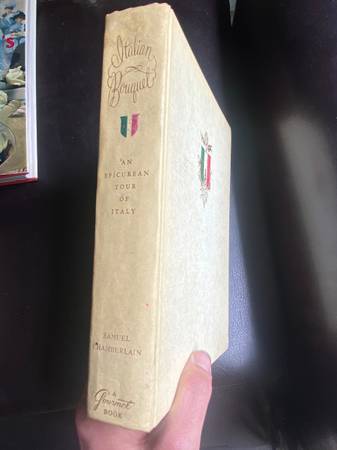 Italian
Bouquet
AN
EPICUREAN
TOUR
OF
ITALY
SAMUEL
CHAMBERLAIN
A
Gourmet
BOOK
S